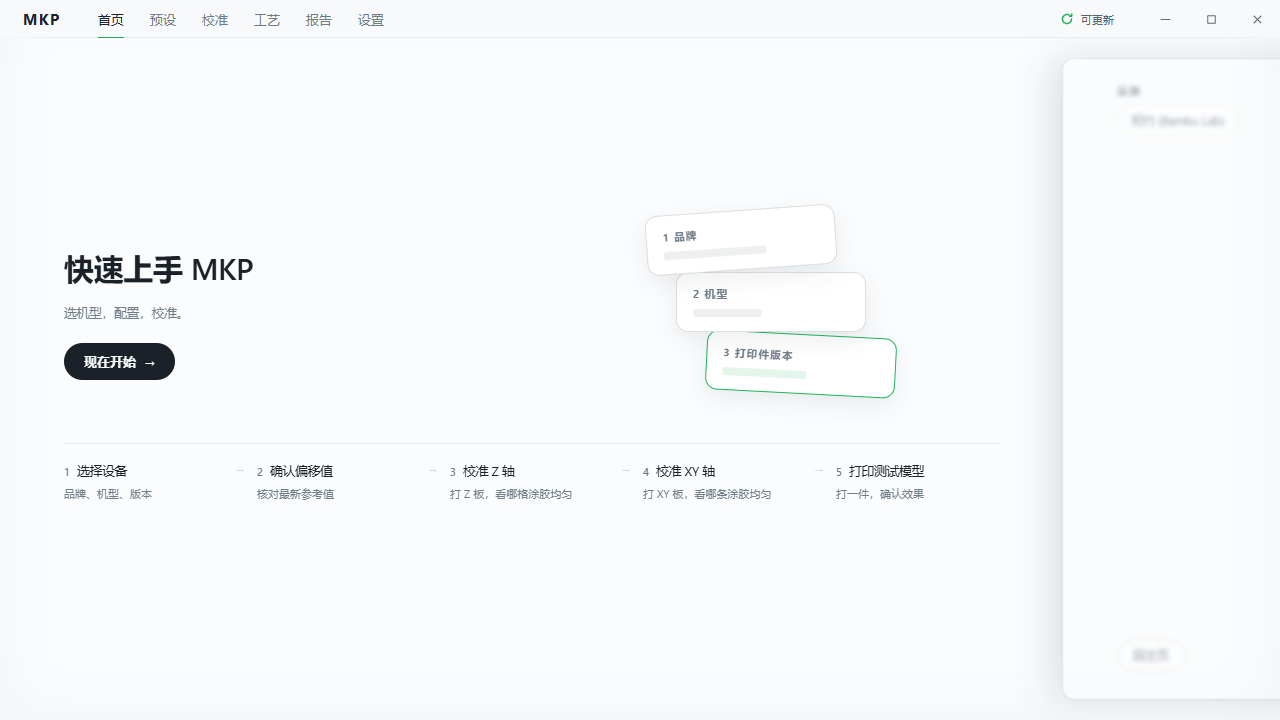 MKP 首页 预设 校准 工艺 报告 设置 可更新
1 品牌
2 机型
3 打印件版本
快速上手 MKP
选机型，配置，校准。
现在开始 →
1 选择设备 → 2 确认偏移值 → 3 校准 Z 轴 → 4 校准 XY 轴 → 5 打印测试模型
品牌、机型、版本 核对最新参考值 打 Z 板，看哪格涂胶均匀 打 XY 板，看哪条涂胶均匀 打一件，确认效果
品牌
(Bambu Lab)